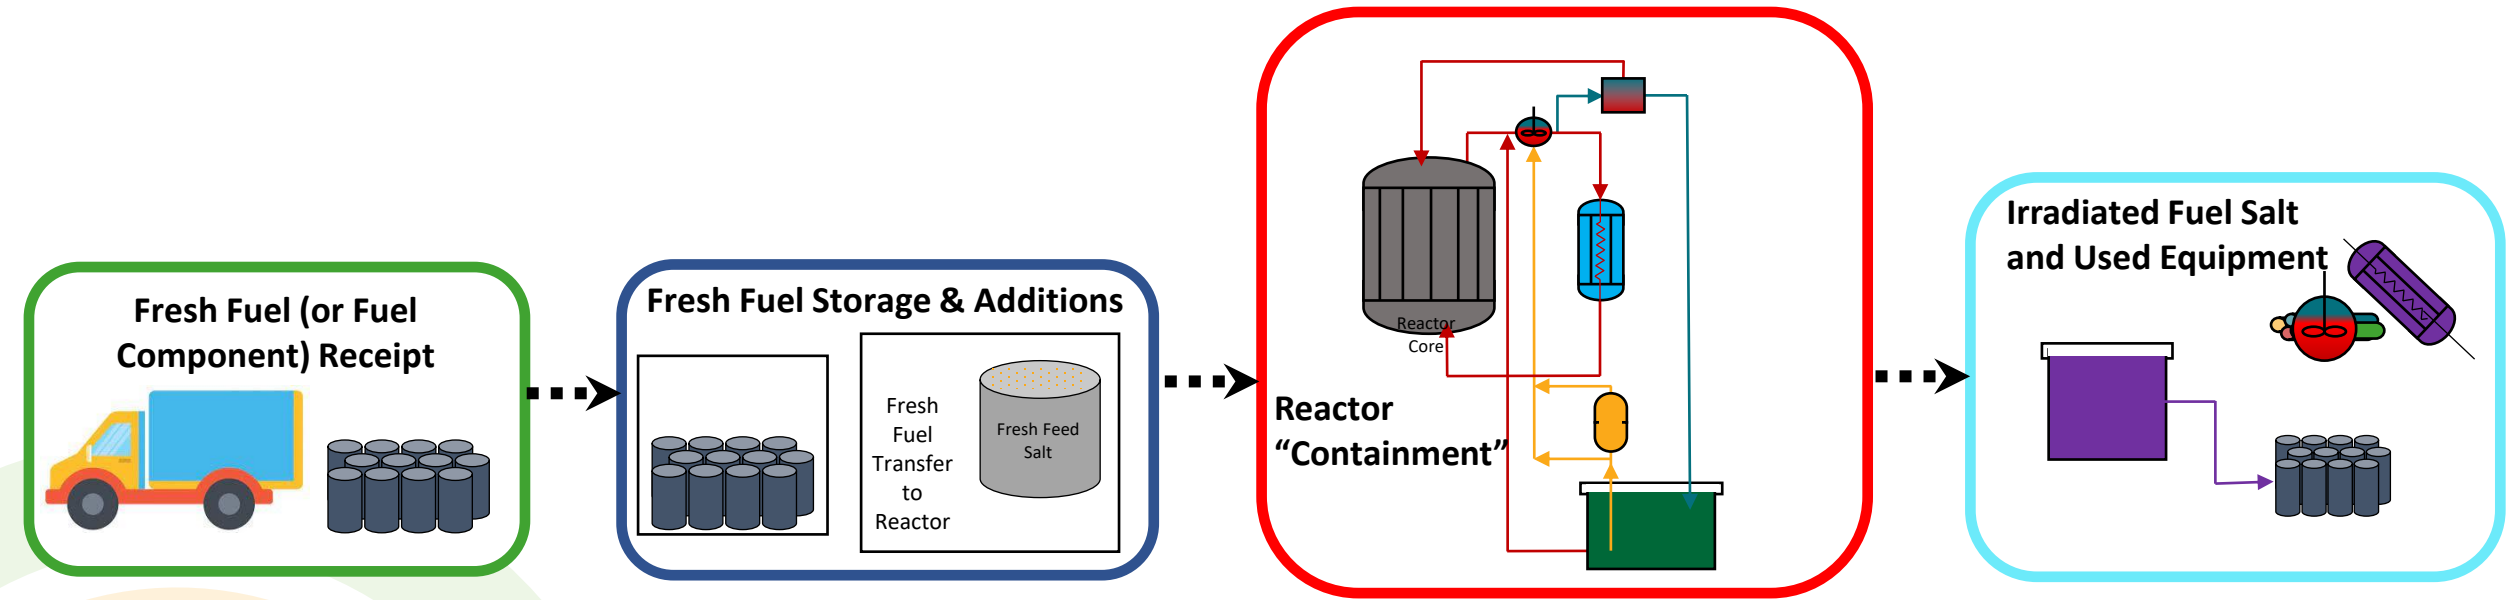 Fresh Fuel (or Fuel
Component) Receipt
Fresh Fuel Storage & Additions
Fresh
Fuel
Transfer
to
Reactor
Fresh Feed
Salt
Reactor
Core
Reactor
“Containment”
Irradiated Fuel Salt
and Used Equipment